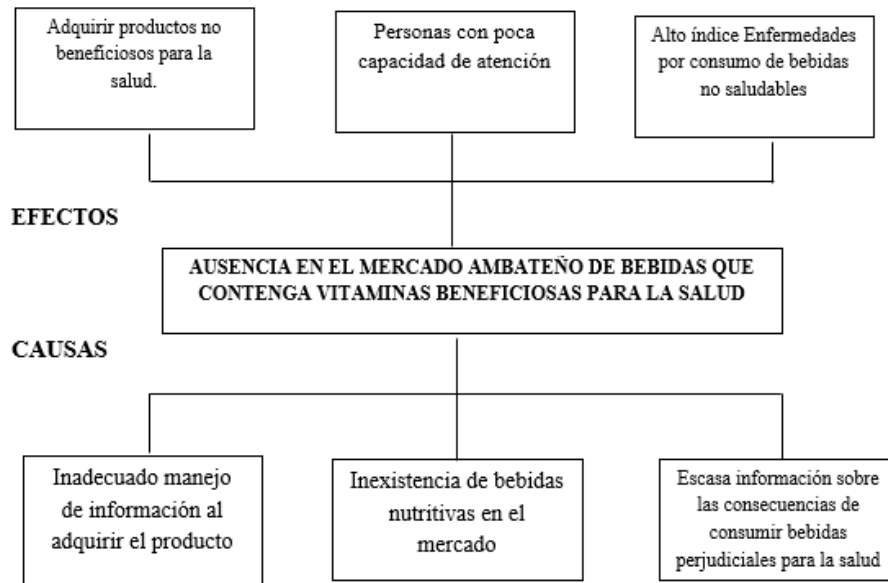 Adquirir productos no
beneficiosos para la
salud.
Personas con poca
capacidad de atención
Alto índice Enfermedades
por consumo de bebidas
no saludables
EFECTOS
AUSENCIA EN EL MERCADO AMBATEÑO DE BEBIDAS QUE
CONTENGA VITAMINAS BENEFICIOSAS PARA LA SALUD
CAUSAS
Inadecuado manejo
de información al
adquirir el producto
Inexistencia de bebidas
nutritivas en el
mercado
Escasa información sobre
las consecuencias de
consumir bebidas
perjudiciales para la salud